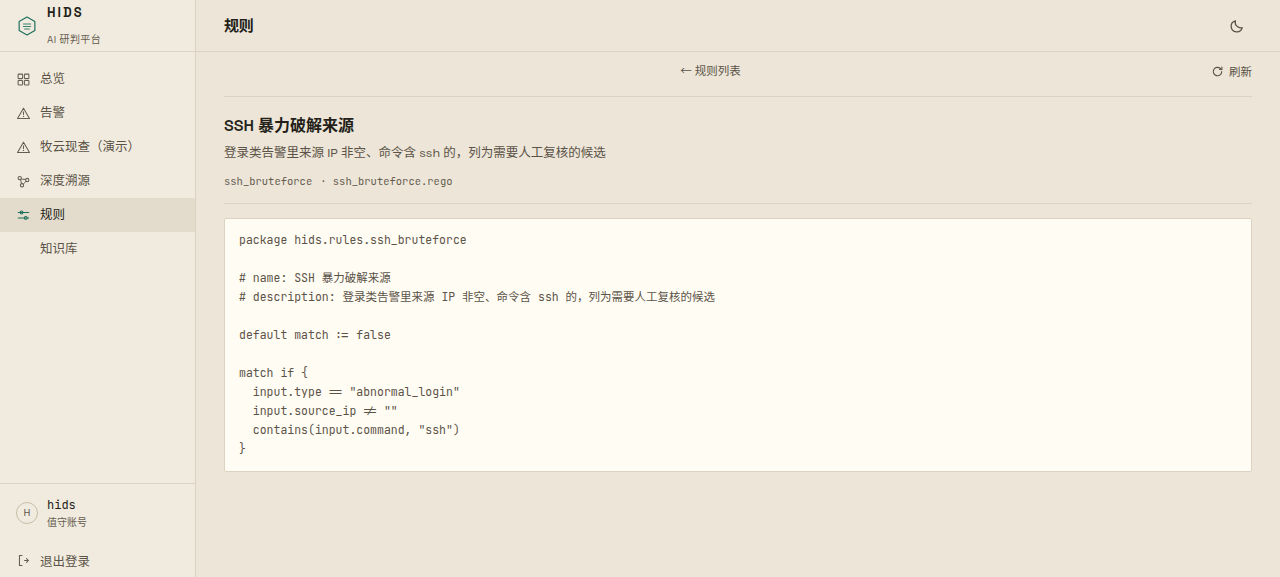 HIDS
AI 研判平台
总览
告警
牧云现查（演示）
深度溯源
规则
知识库
H
hids
值守账号
退出登录
规则
← 规则列表
刷新
SSH 暴力破解来源
登录类告警里来源 IP 非空、命令含 ssh 的，列为需要人工复核的候选
ssh_bruteforce · ssh_bruteforce.rego
package hids.rules.ssh_bruteforce
# name: SSH 暴力破解来源
# description: 登录类告警里来源 IP 非空、命令含 ssh 的，列为需要人工复核的候选
default match := false
match if {
  input.type == "abnormal_login"
  input.source_ip != ""
  contains(input.command, "ssh")
}